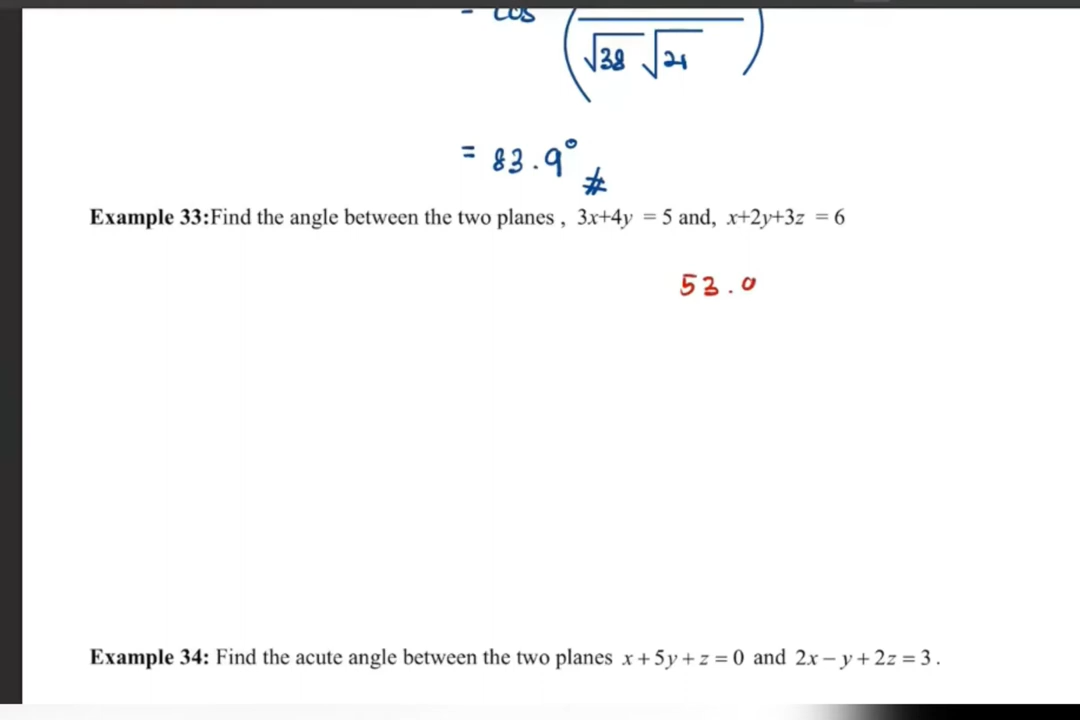 = cos
( √38 √21 )
= 83.9° #
Example 33:Find the angle between the two planes , 3x+4y = 5 and, x+2y+3z = 6
53.0
Example 34: Find the acute angle between the two planes x + 5y + z = 0 and 2x − y + 2z = 3 .